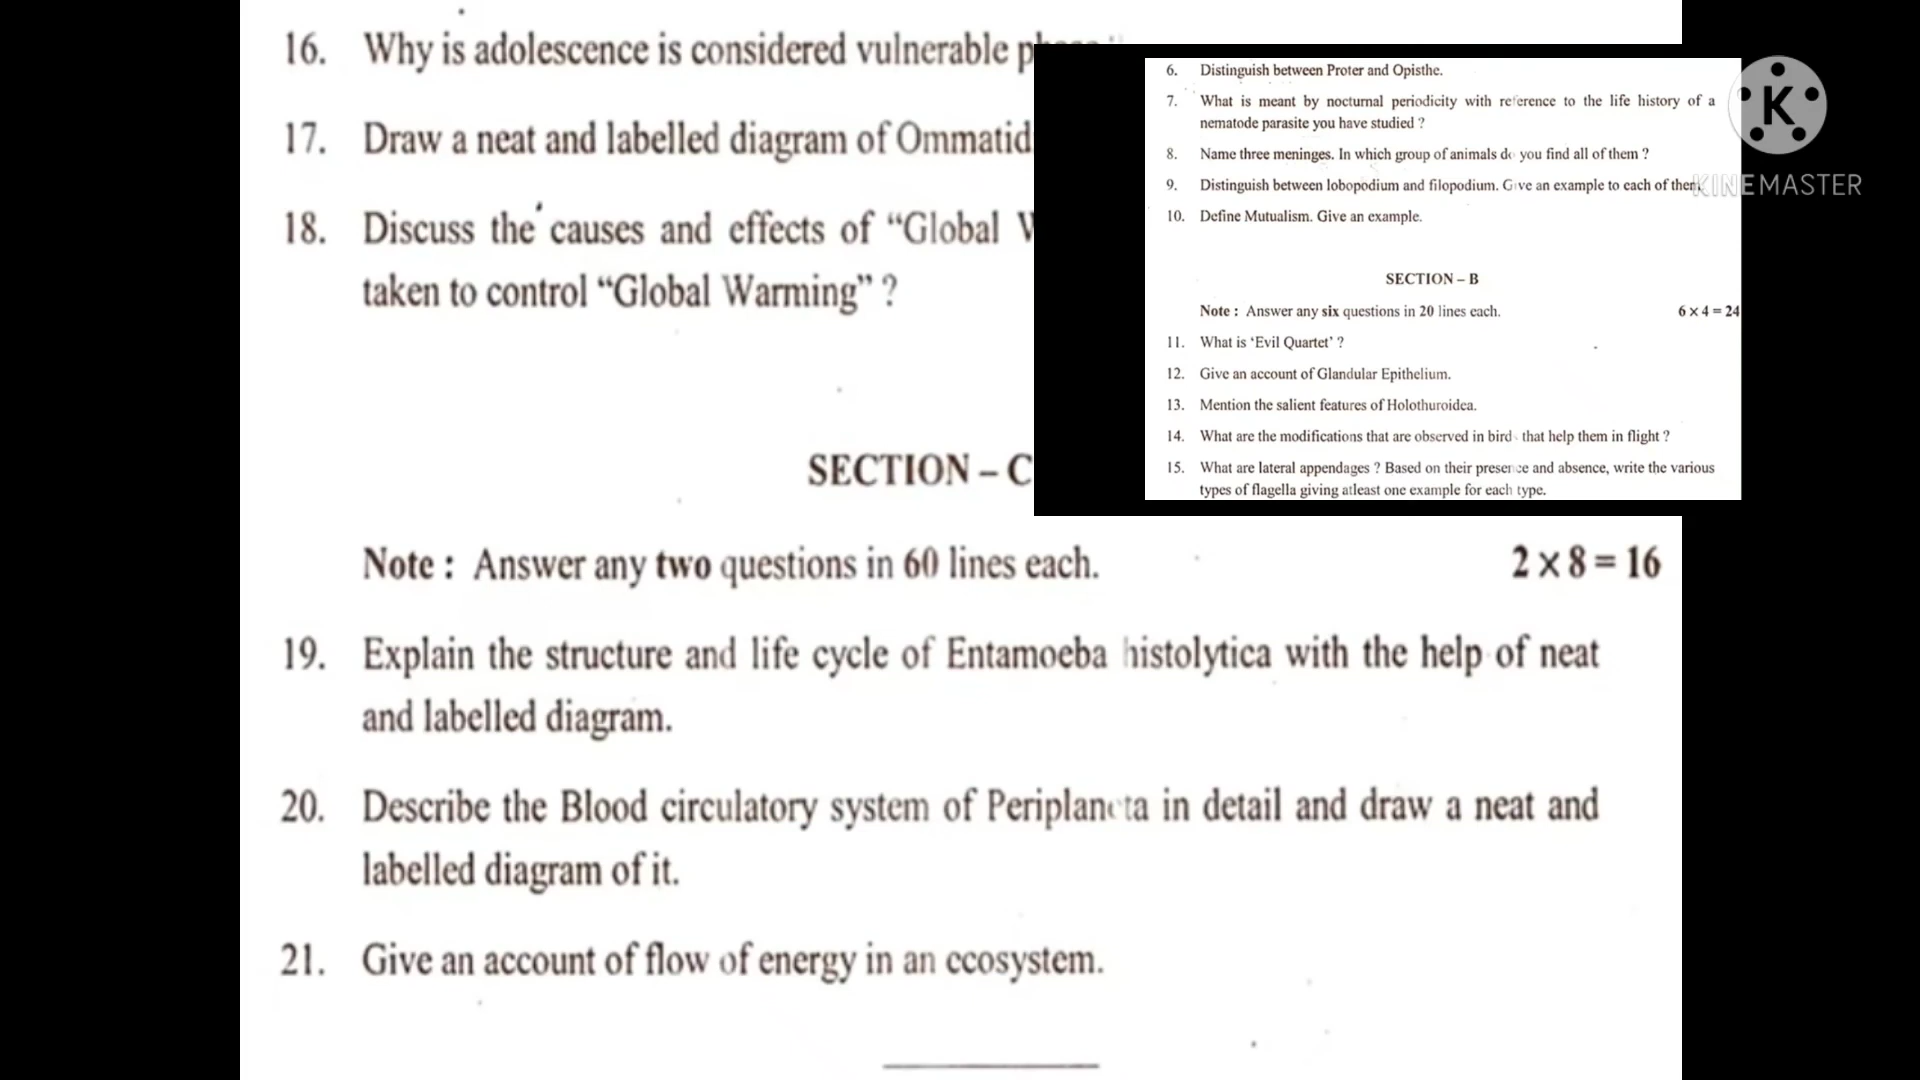 16. Why is adolescence is considered vulnerable
17. Draw a neat and labelled diagram of
18. Discuss the causes and effects of “Global
taken to control “Global Warming” ?
SECTION – C
Note : Answer any two questions in 60 lines each. 2 × 8 = 16
19. Explain the structure and life cycle of Entamoeba histolytica with the help of neat
and labelled diagram.
20. Describe the Blood circulatory system of Periplaneta in detail and draw a neat and
labelled diagram of it.
21. Give an account of flow of energy in an ecosystem.
6. Distinguish between Proter and Opisthe.
7. What is meant by nocturnal periodicity with reference to the life history of a
nematode parasite you have studied ?
8. Name three meninges. In which group of animals do you find all of them ?
9. Distinguish between lobopodium and filopodium. Give an example to each of them.
10. Define Mutualism. Give an example.
SECTION – B
Note : Answer any six questions in 20 lines each. 6 × 4 = 24
11. What is ‘Evil Quartet’ ?
12. Give an account of Glandular Epithelium.
13. Mention the salient features of Holothuroidea.
14. What are the modifications that are observed in birds that help them in flight ?
15. What are lateral appendages ? Based on their presence and absence, write the various
types of flagella giving atleast one example for each type.
K
KINEMASTER